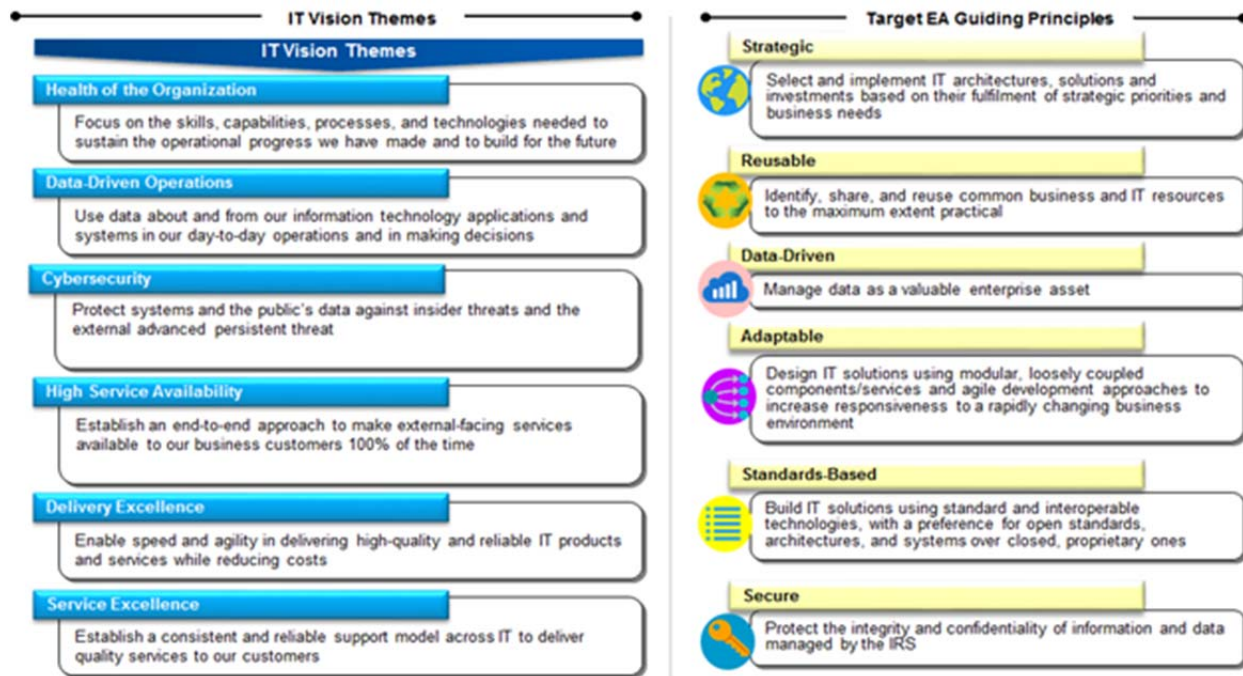 IT Vision Themes
IT Vision Themes
Health of the Organization
Focus on the skills, capabilities, processes, and technologies needed to
sustain the operational progress we have made and to build for the future
Data-Driven Operations
Use data about and from our information technology applications and
systems in our day-to-day operations and in making decisions
Cybersecurity
Protect systems and the public's data against insider threats and the
external advanced persistent threat
High Service Availability
Establish an end-to-end approach to make external-facing services
available to our business customers 100% of the time
Delivery Excellence
Enable speed and agility in delivering high-quality and reliable IT products
and services while reducing costs
Service Excellence
Establish a consistent and reliable support model across IT to deliver
quality services to our customers
Target EA Guiding Principles
Strategic
Select and implement IT architectures, solutions and
investments based on their fulfilment of strategic priorities and
business needs
Reusable
Identify, share, and reuse common business and IT resources
to the maximum extent practical
Data-Driven
Manage data as a valuable enterprise asset
Adaptable
Design IT solutions using modular, loosely coupled
components/services and agile development approaches to
increase responsiveness to a rapidly changing business
environment
Standards-Based
Build IT solutions using standard and interoperable
technologies, with a preference for open standards,
architectures, and systems over closed, proprietary ones
Secure
Protect the integrity and confidentiality of information and data
managed by the IRS